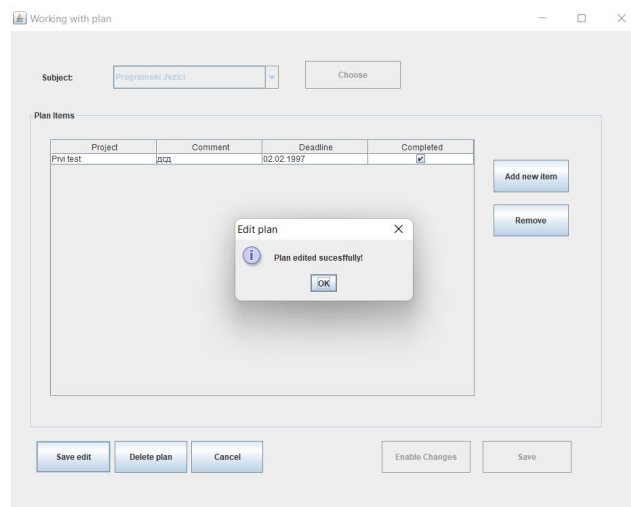 Working with plan
Subject:
Programski Jezici
Choose
Plan Items
Project Comment Deadline Completed
Prvi test дсд 02.02.1997
Add new item
Remove
Edit plan
Plan edited sucesffully!
OK
Save edit Delete plan Cancel Enable Changes Save